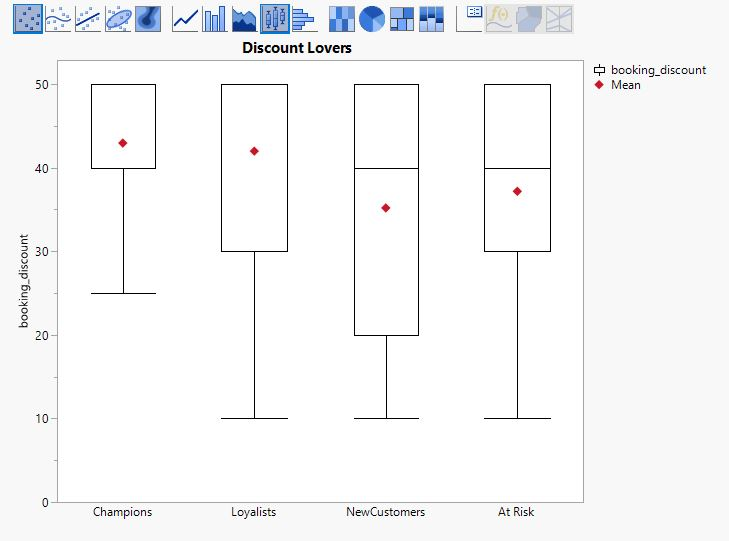 Discount Lovers
booking_discount
Mean
50
40
30
20
10
0
booking_discount
Champions
Loyalists
NewCustomers
At Risk